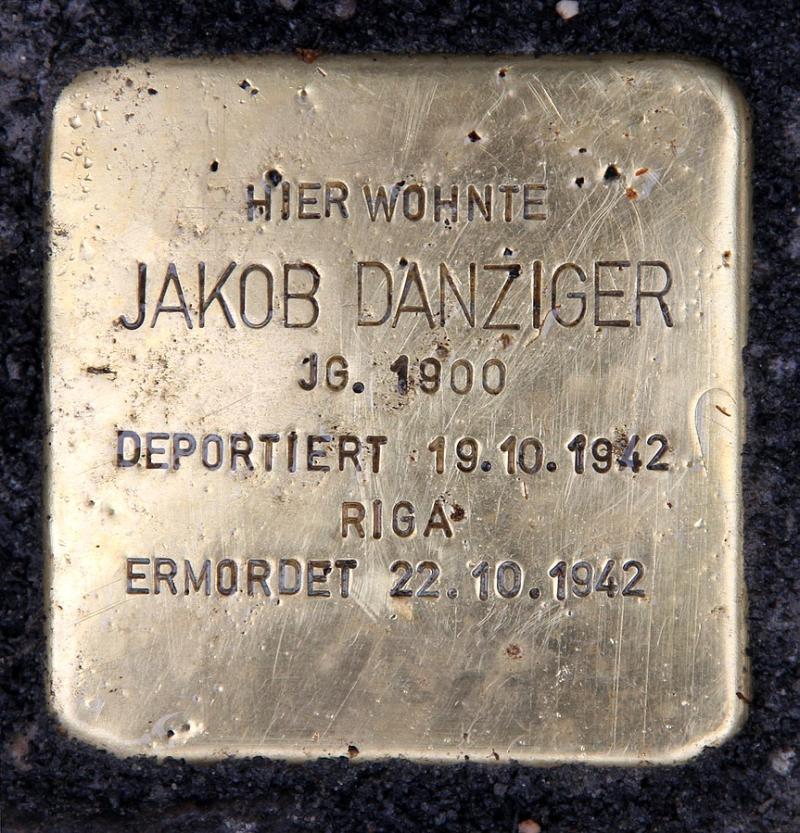 HIER WOHNTE
JAKOB DANZIGER
JG. 1900
DEPORTIERT 19.10.1942
RIGA
ERMORDET 22.10.1942